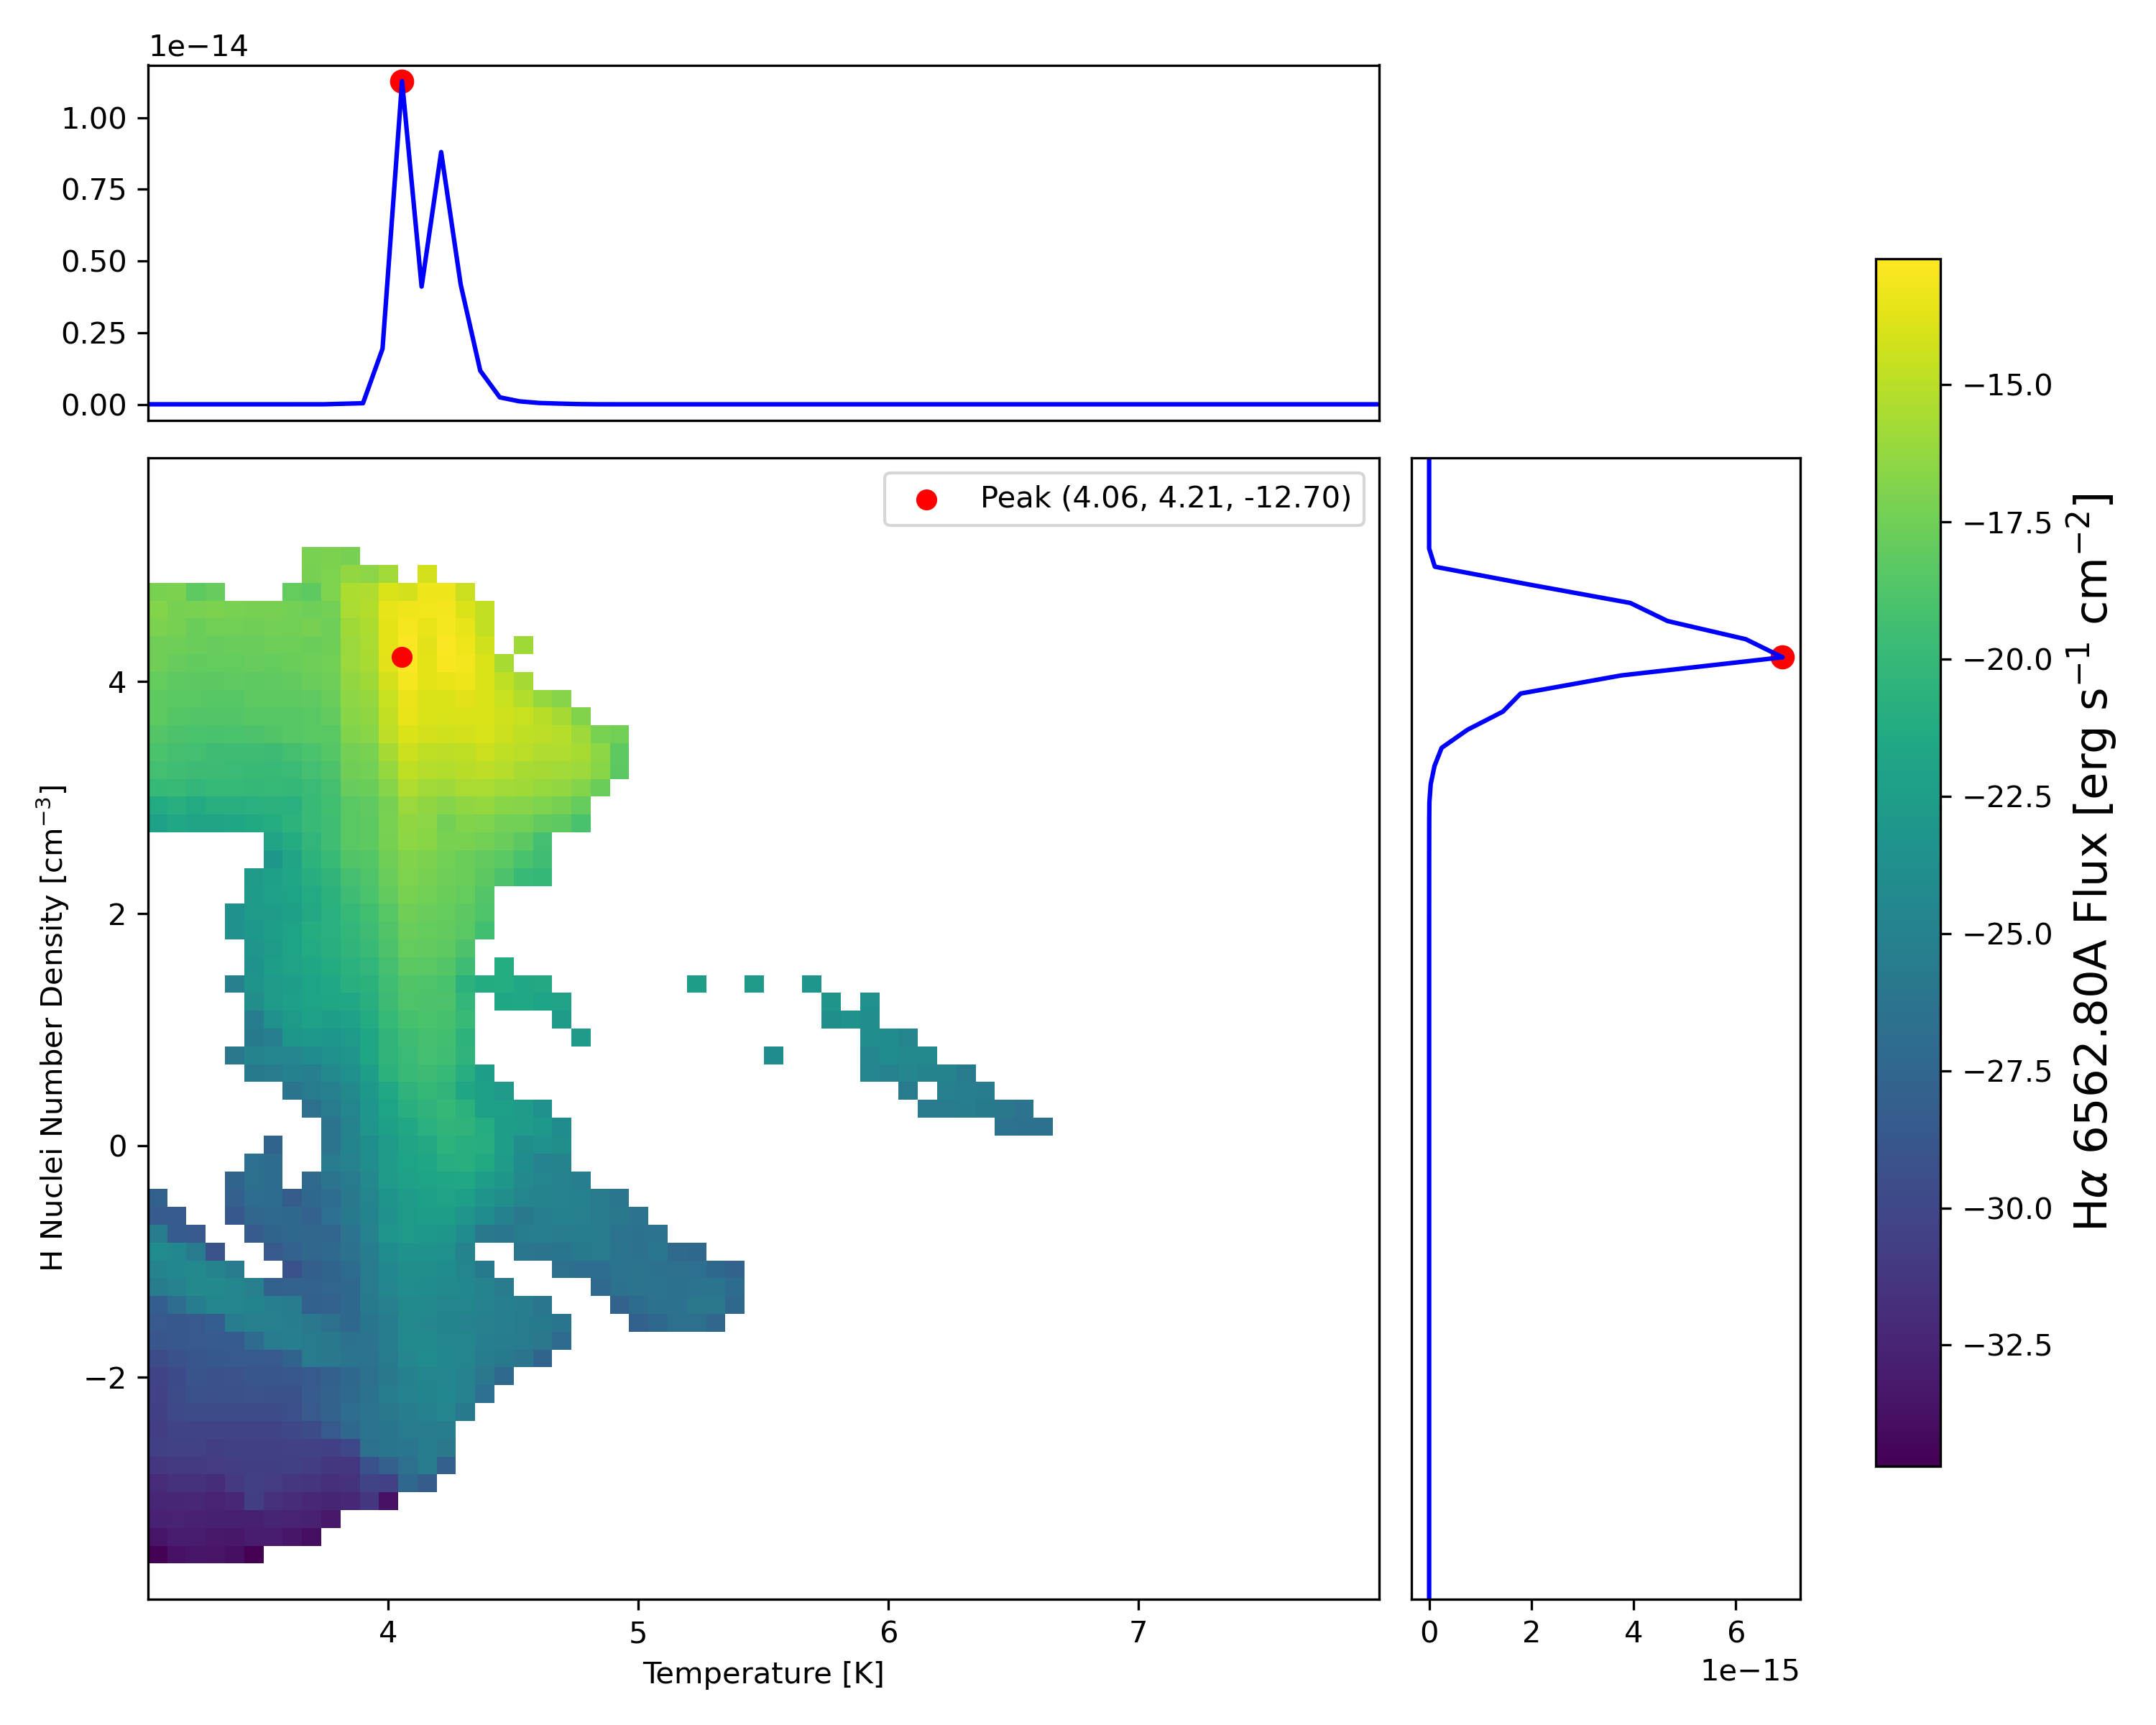 1e−14
1.00
0.75
0.50
0.25
0.00
Peak (4.06, 4.21, -12.70)
4
2
0
−2
H Nuclei Number Density [cm⁻³]
4 5 6 7
Temperature [K]
0 2 4 6
1e−15
−15.0
−17.5
−20.0
−22.5
−25.0
−27.5
−30.0
−32.5
Hα 6562.80A Flux [erg s⁻¹ cm⁻²]